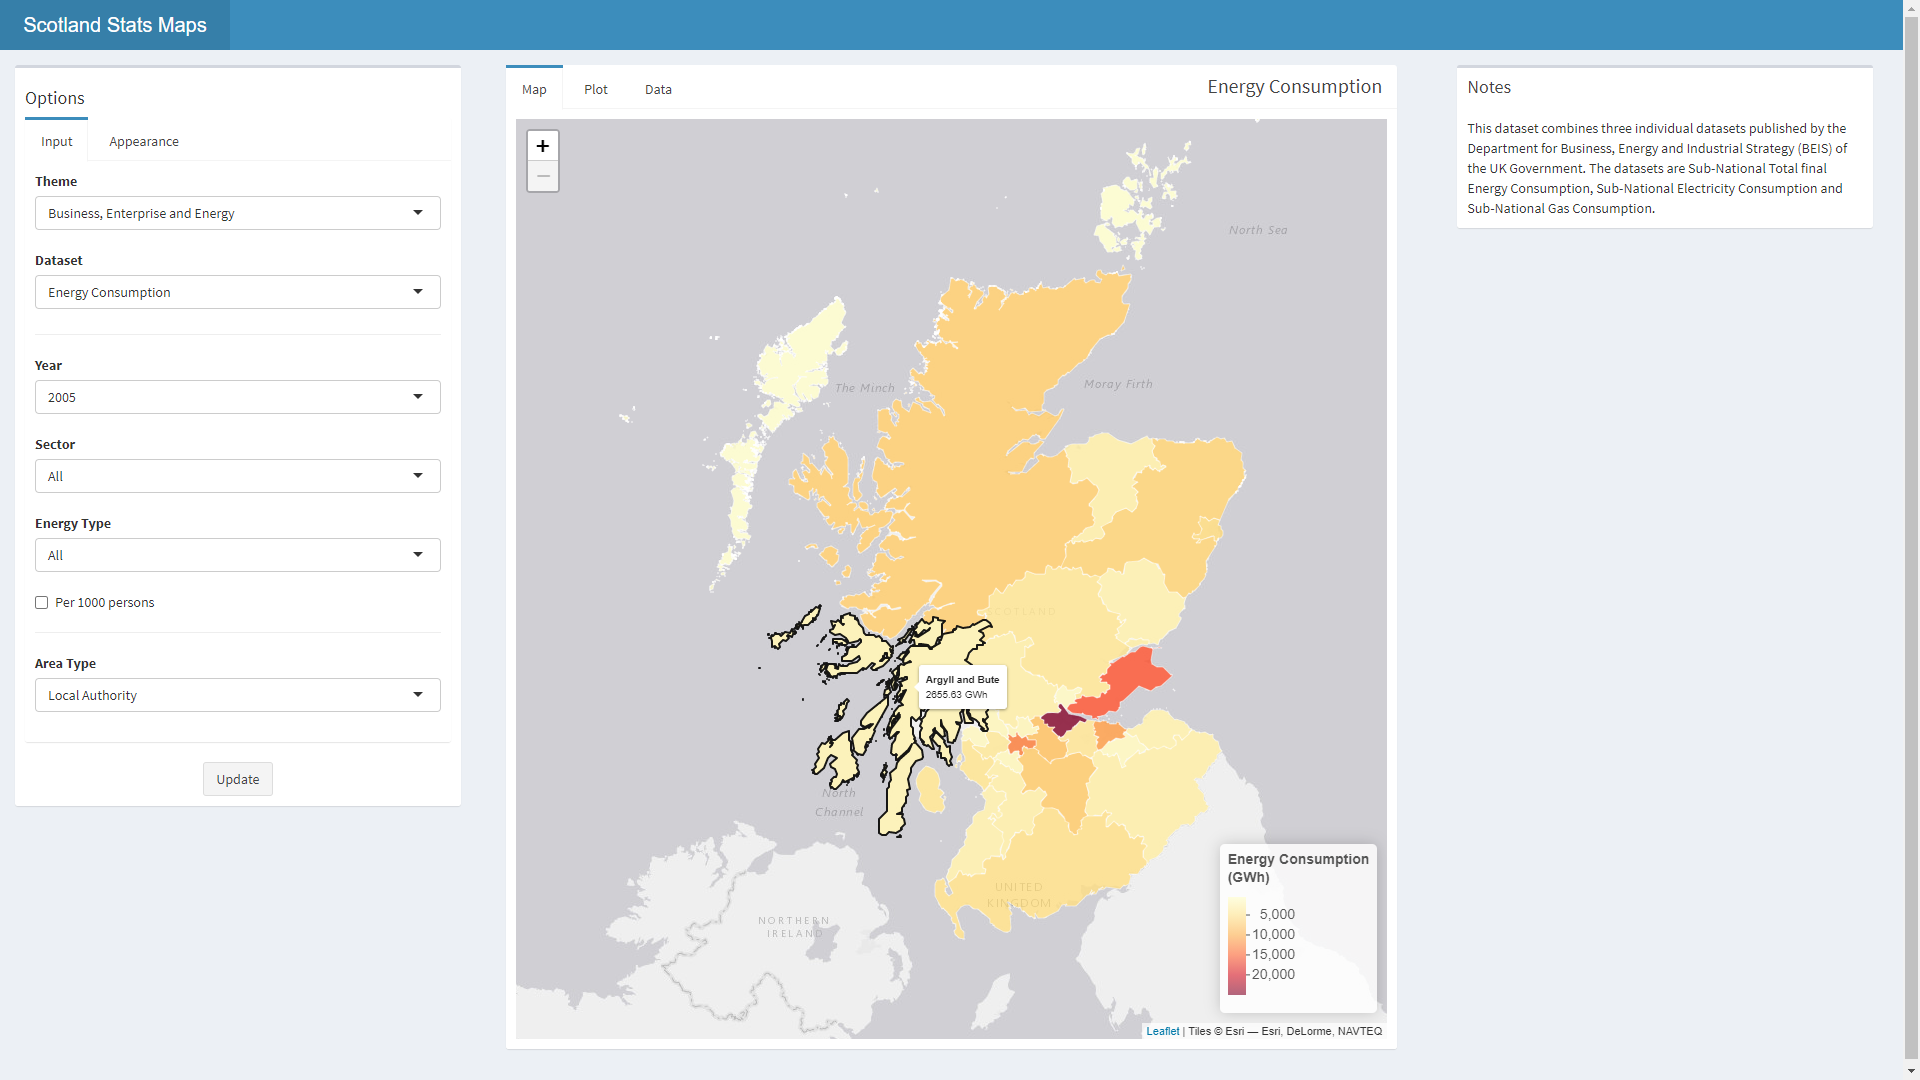 Scotland Stats Maps
Options
Input
Appearance
Theme
Business, Enterprise and Energy
Dataset
Energy Consumption
Year
2005
Sector
All
Energy Type
All
Per 1000 persons
Area Type
Local Authority
Update
Map
Plot
Data
Energy Consumption
+
−
North Sea
The Minch
Moray Firth
SCOTLAND
Argyll and Bute
2655.63 GWh
North
Channel
UNITED
KINGDOM
NORTHERN
IRELAND
Energy Consumption
(GWh)
5,000
10,000
15,000
20,000
Leaflet | Tiles © Esri — Esri, DeLorme, NAVTEQ
Notes
This dataset combines three individual datasets published by the
Department for Business, Energy and Industrial Strategy (BEIS) of
the UK Government. The datasets are Sub-National Total final
Energy Consumption, Sub-National Electricity Consumption and
Sub-National Gas Consumption.